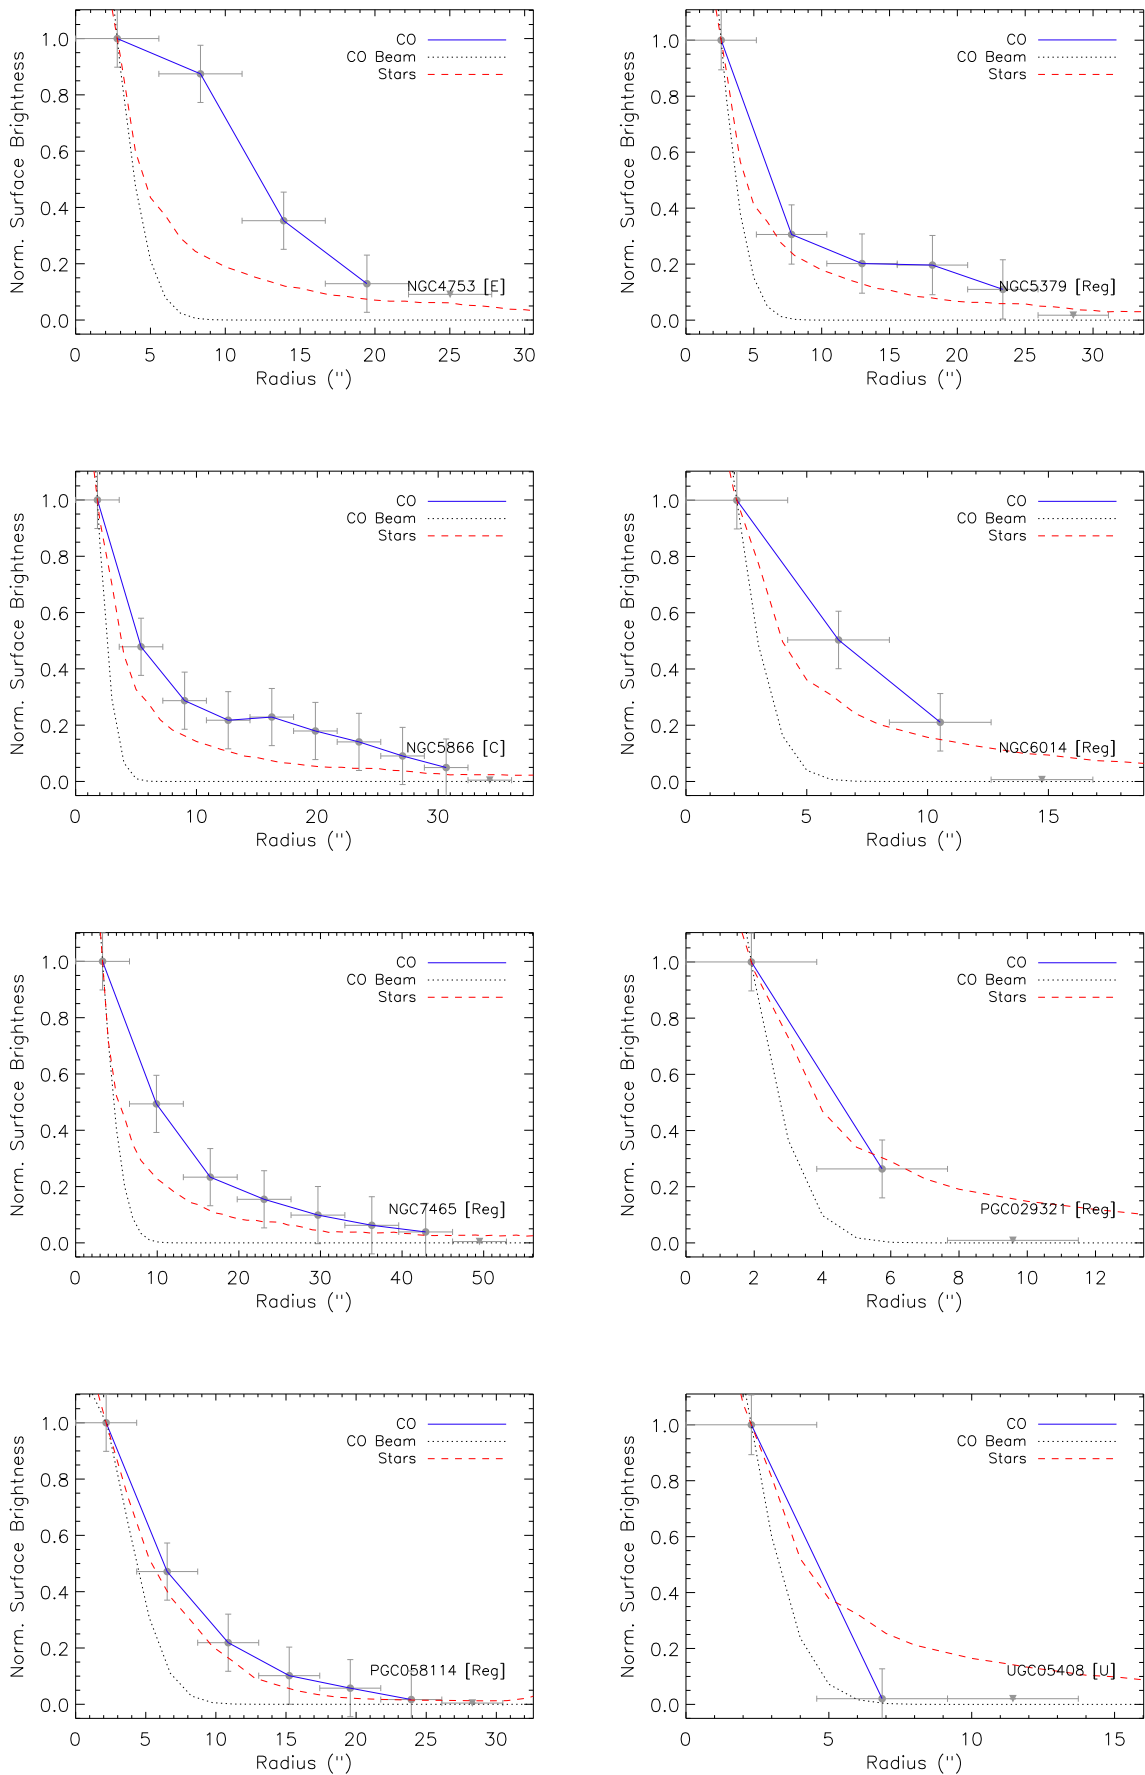 Norm. Surface Brightness
1.0
0.8
0.6
0.4
0.2
0.0
CO
CO Beam
Stars
NGC4753 [E]
0 5 10 15 20 25 30
Radius (")
Norm. Surface Brightness
1.0
0.8
0.6
0.4
0.2
0.0
CO
CO Beam
Stars
NGC5379 [Reg]
0 5 10 15 20 25 30
Radius (")
Norm. Surface Brightness
1.0
0.8
0.6
0.4
0.2
0.0
CO
CO Beam
Stars
NGC5866 [C]
0 10 20 30
Radius (")
Norm. Surface Brightness
1.0
0.8
0.6
0.4
0.2
0.0
CO
CO Beam
Stars
NGC6014 [Reg]
0 5 10 15
Radius (")
Norm. Surface Brightness
1.0
0.8
0.6
0.4
0.2
0.0
CO
CO Beam
Stars
NGC7465 [Reg]
0 10 20 30 40 50
Radius (")
Norm. Surface Brightness
1.0
0.8
0.6
0.4
0.2
0.0
CO
CO Beam
Stars
PGC029321 [Reg]
0 2 4 6 8 10 12
Radius (")
Norm. Surface Brightness
1.0
0.8
0.6
0.4
0.2
0.0
CO
CO Beam
Stars
PGC058114 [Reg]
0 5 10 15 20 25 30
Radius (")
Norm. Surface Brightness
1.0
0.8
0.6
0.4
0.2
0.0
CO
CO Beam
Stars
UGC05408 [U]
0 5 10 15
Radius (")